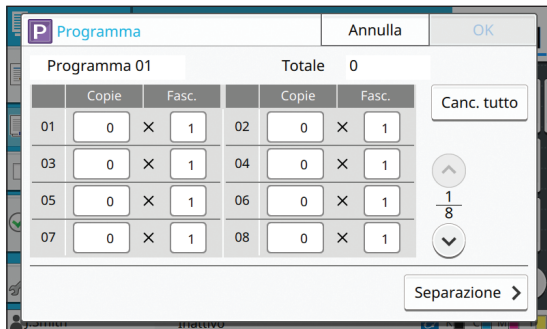 P Programma Annulla OK
Programma 01 Totale 0
Copie Fasc. Copie Fasc. Canc. tutto
01 0 × 1 02 0 × 1
03 0 × 1 04 0 × 1
05 0 × 1 06 0 × 1
1
8
07 0 × 1 08 0 × 1
Separazione
J.Smith Inattivo